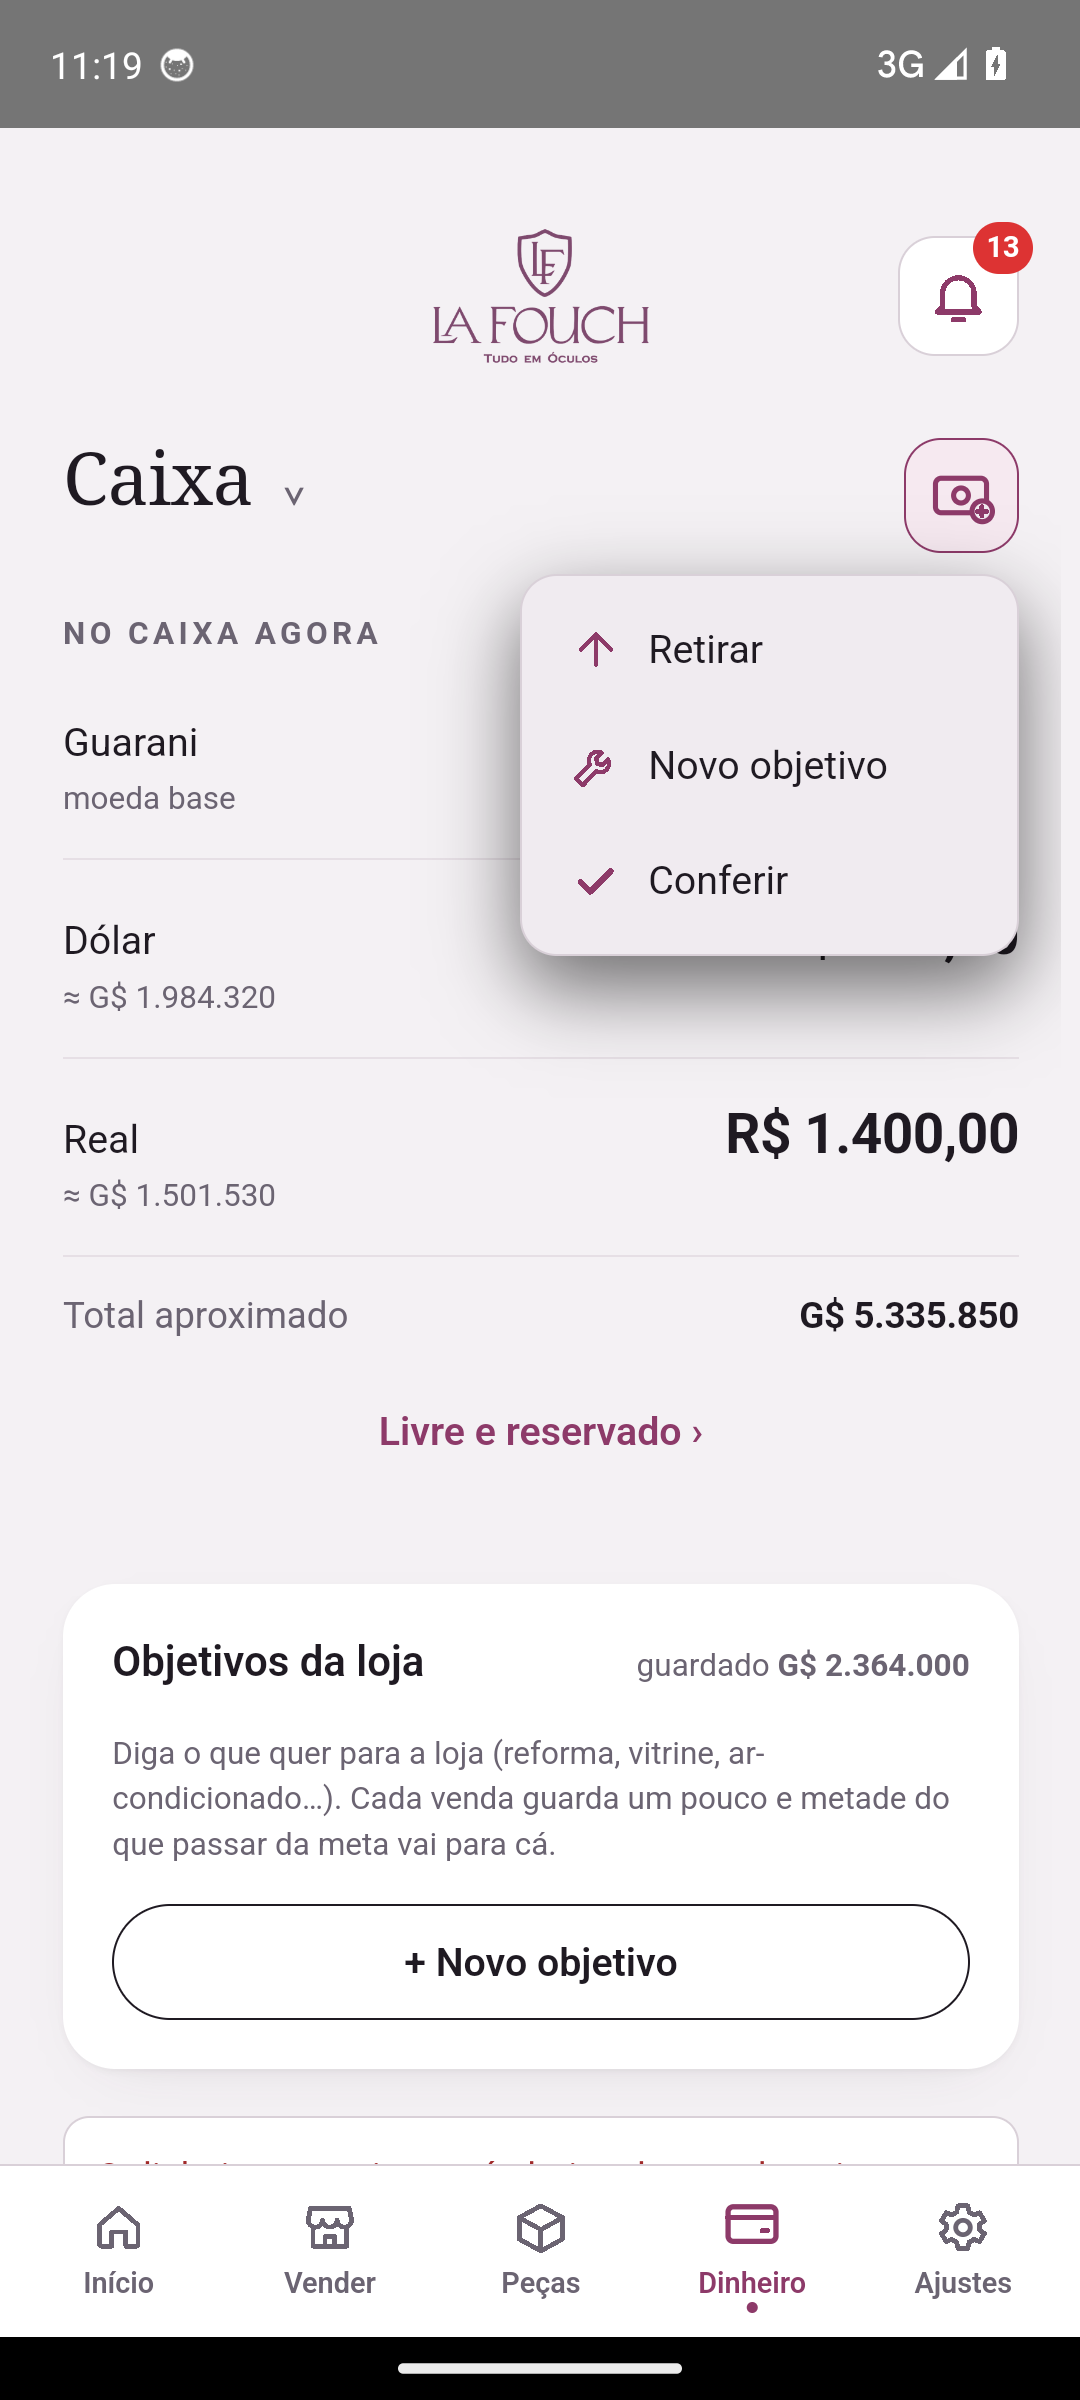 11:19
3G
LF
LA FOUCH
TUDO EM ÓCULOS
13
Caixa
NO CAIXA AGORA
Retirar
Novo objetivo
Conferir
Guarani
moeda base
Dólar
≈ G$ 1.984.320
Real
R$ 1.400,00
≈ G$ 1.501.530
Total aproximado
G$ 5.335.850
Livre e reservado ›
Objetivos da loja
guardado G$ 2.364.000
Diga o que quer para a loja (reforma, vitrine, ar-
condicionado…). Cada venda guarda um pouco e metade do
que passar da meta vai para cá.
+ Novo objetivo
Início
Vender
Peças
Dinheiro
Ajustes